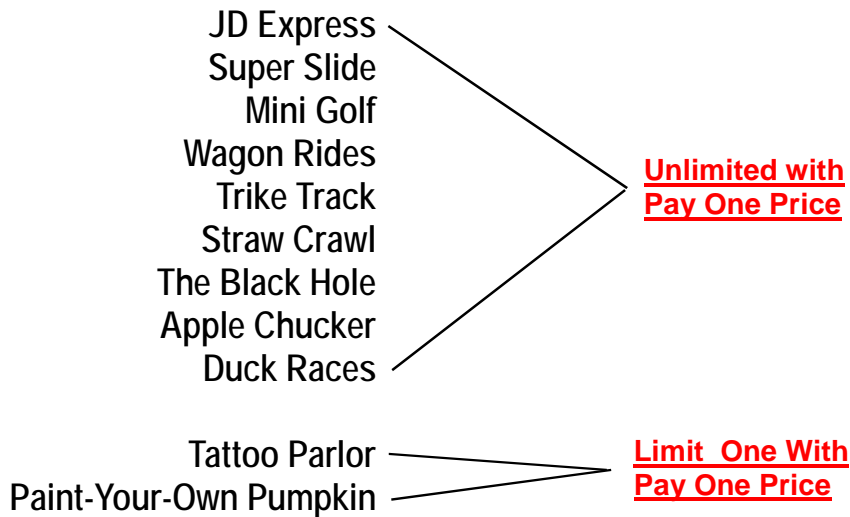 JD Express
Super Slide
Mini Golf
Wagon Rides
Trike Track
Straw Crawl
The Black Hole
Apple Chucker
Duck Races
Unlimited with
Pay One Price
Tattoo Parlor
Paint-Your-Own Pumpkin
Limit  One With
Pay One Price